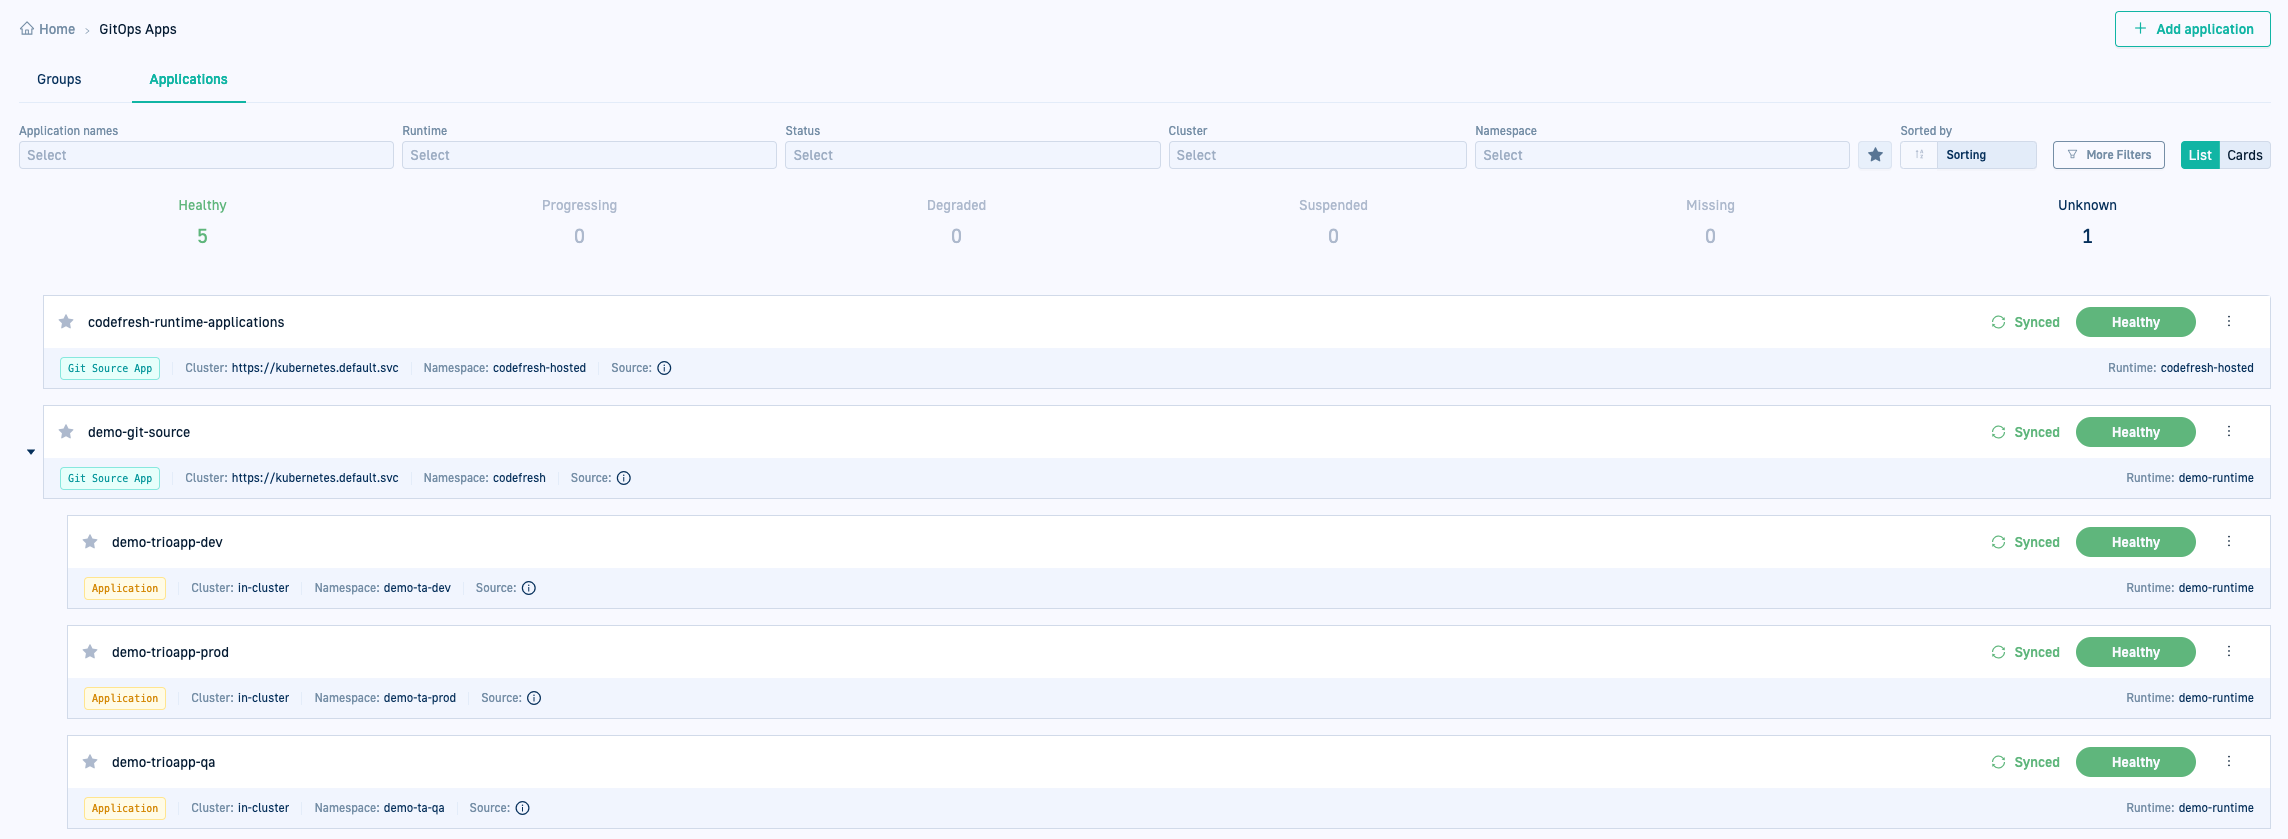 Home › GitOps Apps
+ Add application
Groups Applications
Application names Runtime Status Cluster Namespace Sorted by
Select Select Select Select Select Sorting More Filters List Cards
Healthy Progressing Degraded Suspended Missing Unknown
5 0 0 0 0 1
codefresh-runtime-applications Synced Healthy
Git Source App Cluster: https://kubernetes.default.svc Namespace: codefresh-hosted Source: Runtime: codefresh-hosted
demo-git-source Synced Healthy
Git Source App Cluster: https://kubernetes.default.svc Namespace: codefresh Source: Runtime: demo-runtime
demo-trioapp-dev Synced Healthy
Application Cluster: in-cluster Namespace: demo-ta-dev Source: Runtime: demo-runtime
demo-trioapp-prod Synced Healthy
Application Cluster: in-cluster Namespace: demo-ta-prod Source: Runtime: demo-runtime
demo-trioapp-qa Synced Healthy
Application Cluster: in-cluster Namespace: demo-ta-qa Source: Runtime: demo-runtime